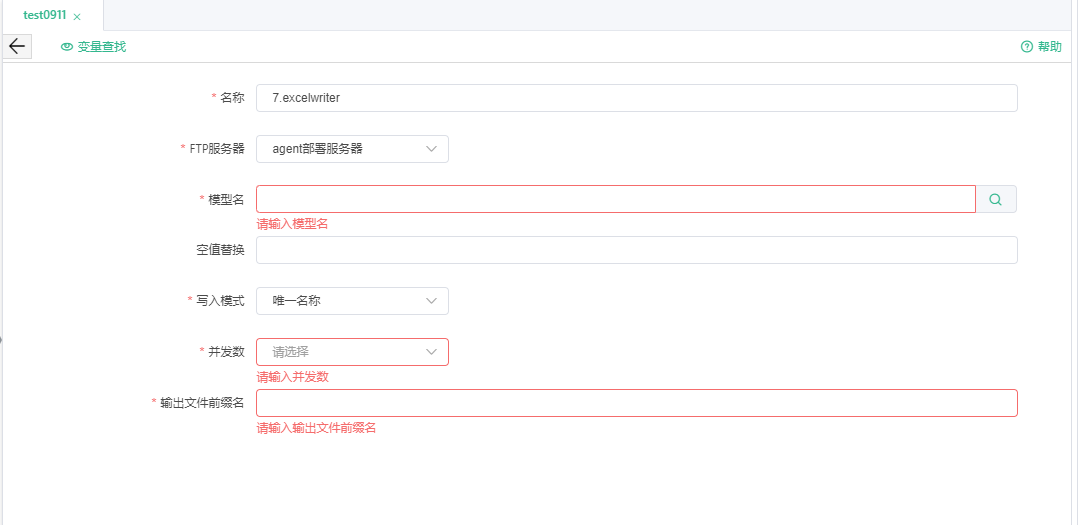 test0911 ×
变量查找
帮助
* 名称 7.excelwriter
* FTP服务器 agent部署服务器
* 模型名
请输入模型名
空值替换
* 写入模式 唯一名称
* 并发数 请选择
请输入并发数
* 输出文件前缀名
请输入输出文件前缀名